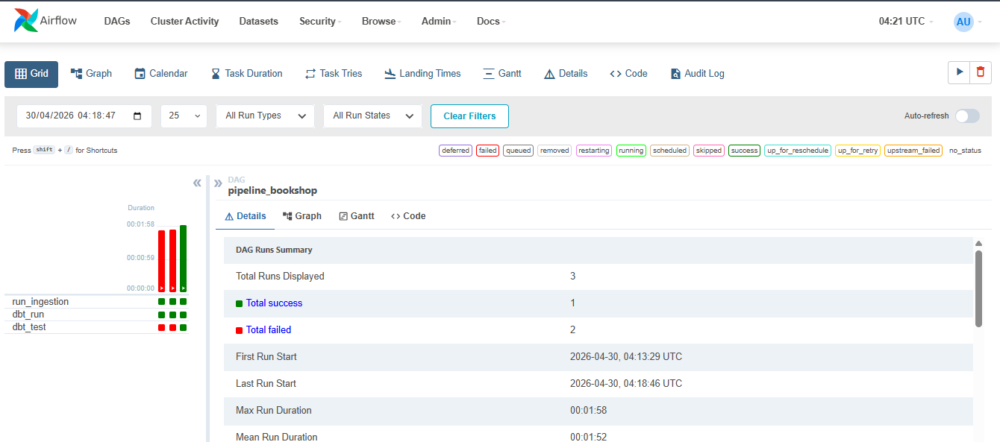 Airflow DAGs Cluster Activity Datasets Security Browse Admin Docs 04:21 UTC AU
Grid Graph Calendar Task Duration Task Tries Landing Times Gantt Details Code Audit Log
30/04/2026 04:18:47 25 All Run Types All Run States Clear Filters Auto-refresh
Press shift + / for Shortcuts deferred failed queued removed restarting running scheduled skipped success up_for_reschedule up_for_retry upstream_failed no_status
DAG
pipeline_bookshop
Details Graph Gantt Code
Duration
00:01:58
00:00:59
00:00:00
run_ingestion
dbt_run
dbt_test
DAG Runs Summary
Total Runs Displayed 3
Total success 1
Total failed 2
First Run Start 2026-04-30, 04:13:29 UTC
Last Run Start 2026-04-30, 04:18:46 UTC
Max Run Duration 00:01:58
Mean Run Duration 00:01:52